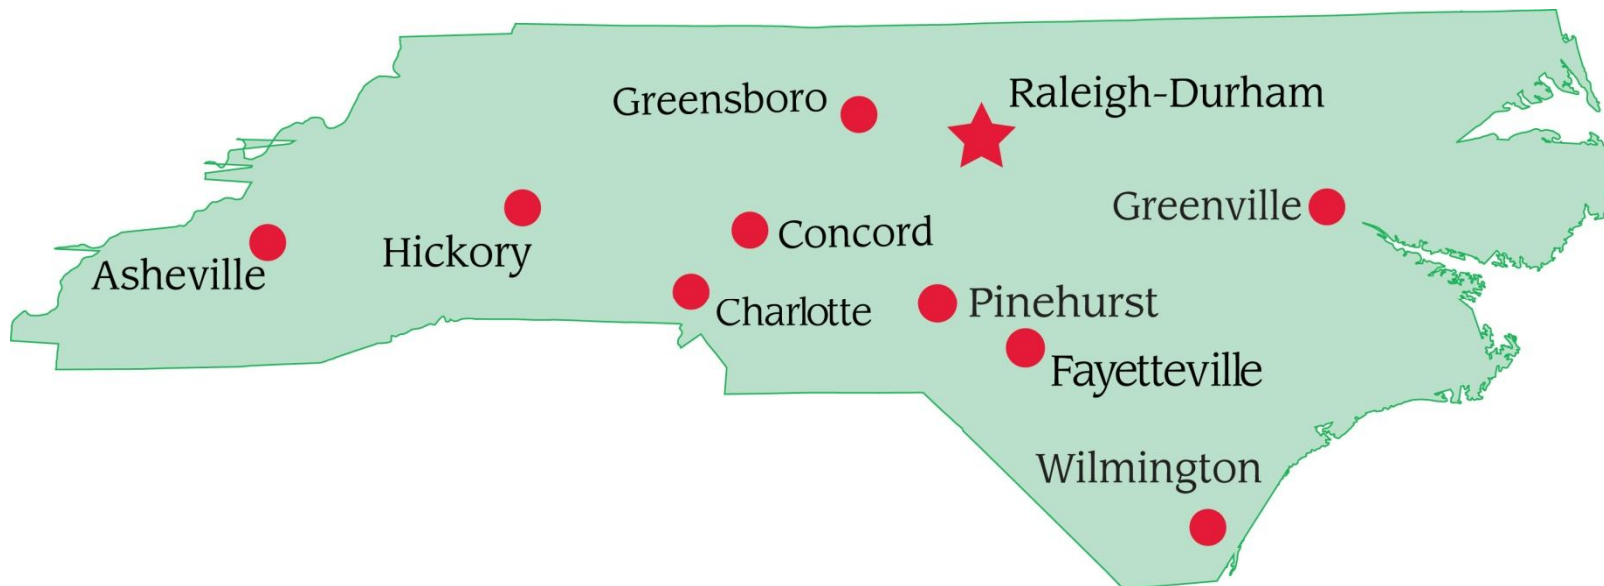 Raleigh-Durham
Greensboro
Greenville
Concord
Hickory
Asheville
Pinehurst
Charlotte
Fayetteville
Wilmington